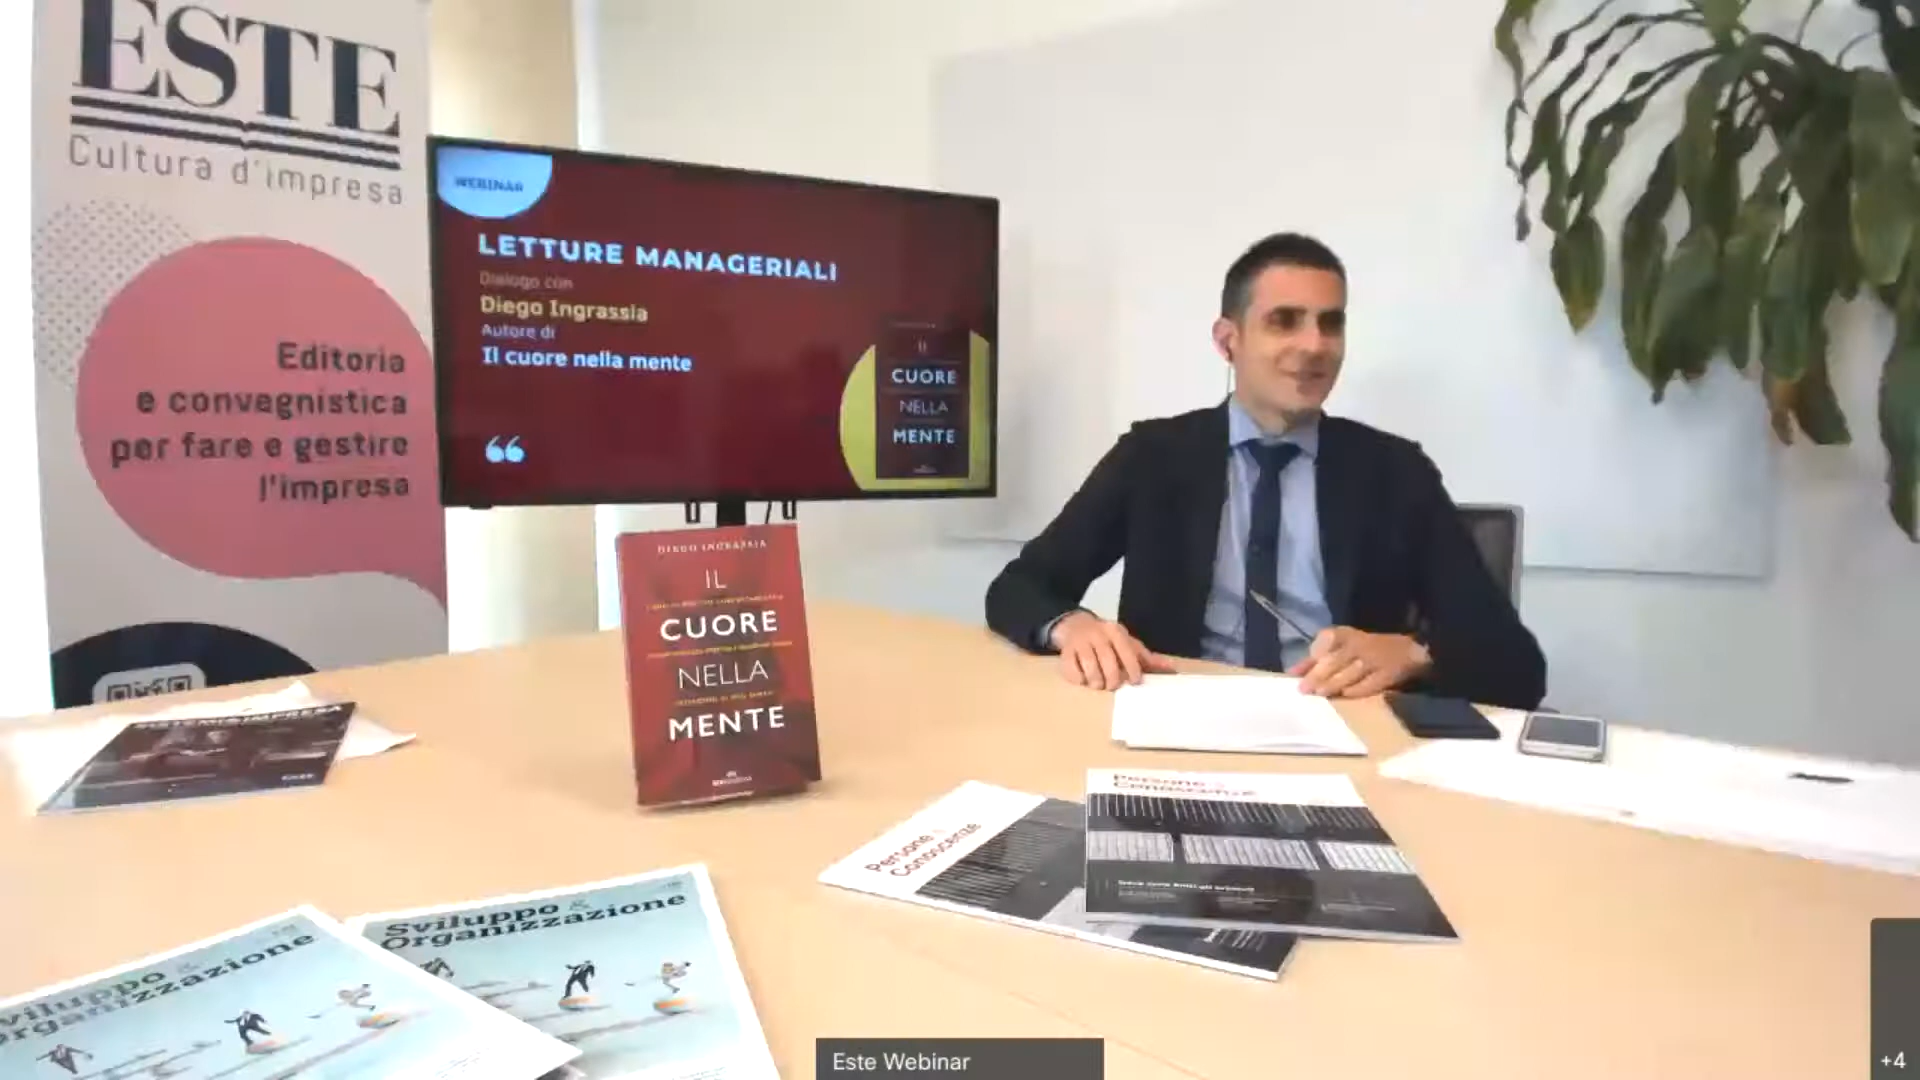 ESTE
Cultura d'impresa
Editoria
e convegnistica
per fare e gestire
l'impresa
WEBINAR
LETTURE MANAGERIALI
Dialogo con
Diego Ingrassia
Autore di
Il cuore nella mente
IL
CUORE
NELLA
MENTE
DIEGO INGRASSIA
IL
CUORE
NELLA
MENTE
SISTEMI&IMPRESA
Persone &
Conoscenze
Persone &
Conoscenze
Sviluppo &
Organizzazione
Sviluppo &
Organizzazione
Este Webinar
+4